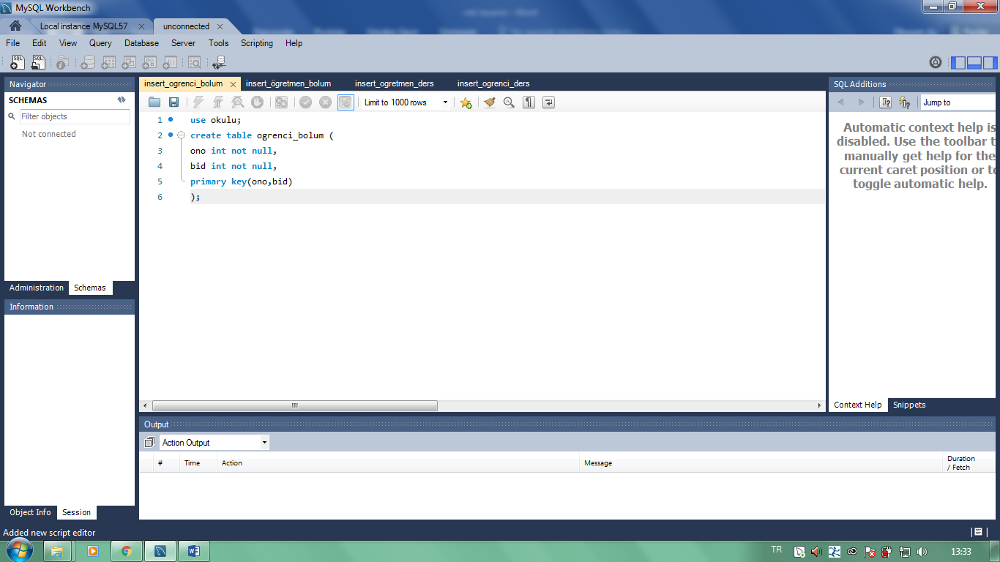 MySQL Workbench
Local instance MySQL57
unconnected
File Edit View Query Database Server Tools Scripting Help
Navigator
SCHEMAS
Filter objects
Not connected
Administration Schemas
Information
Object Info Session
insert_ogrenci_bolum insert_ögretmen_bolum insert_ogretmen_ders insert_ogrenci_ders
Limit to 1000 rows
1 use okulu;
2 create table ogrenci_bolum (
3 ono int not null,
4 bid int not null,
5 primary key(ono,bid)
6 );
SQL Additions
Jump to
Automatic context help is
disabled. Use the toolbar t
manually get help for the
current caret position or to
toggle automatic help.
Context Help Snippets
Output
Action Output
# Time Action Message Duration
/ Fetch
Added new script editor
TR
13:33